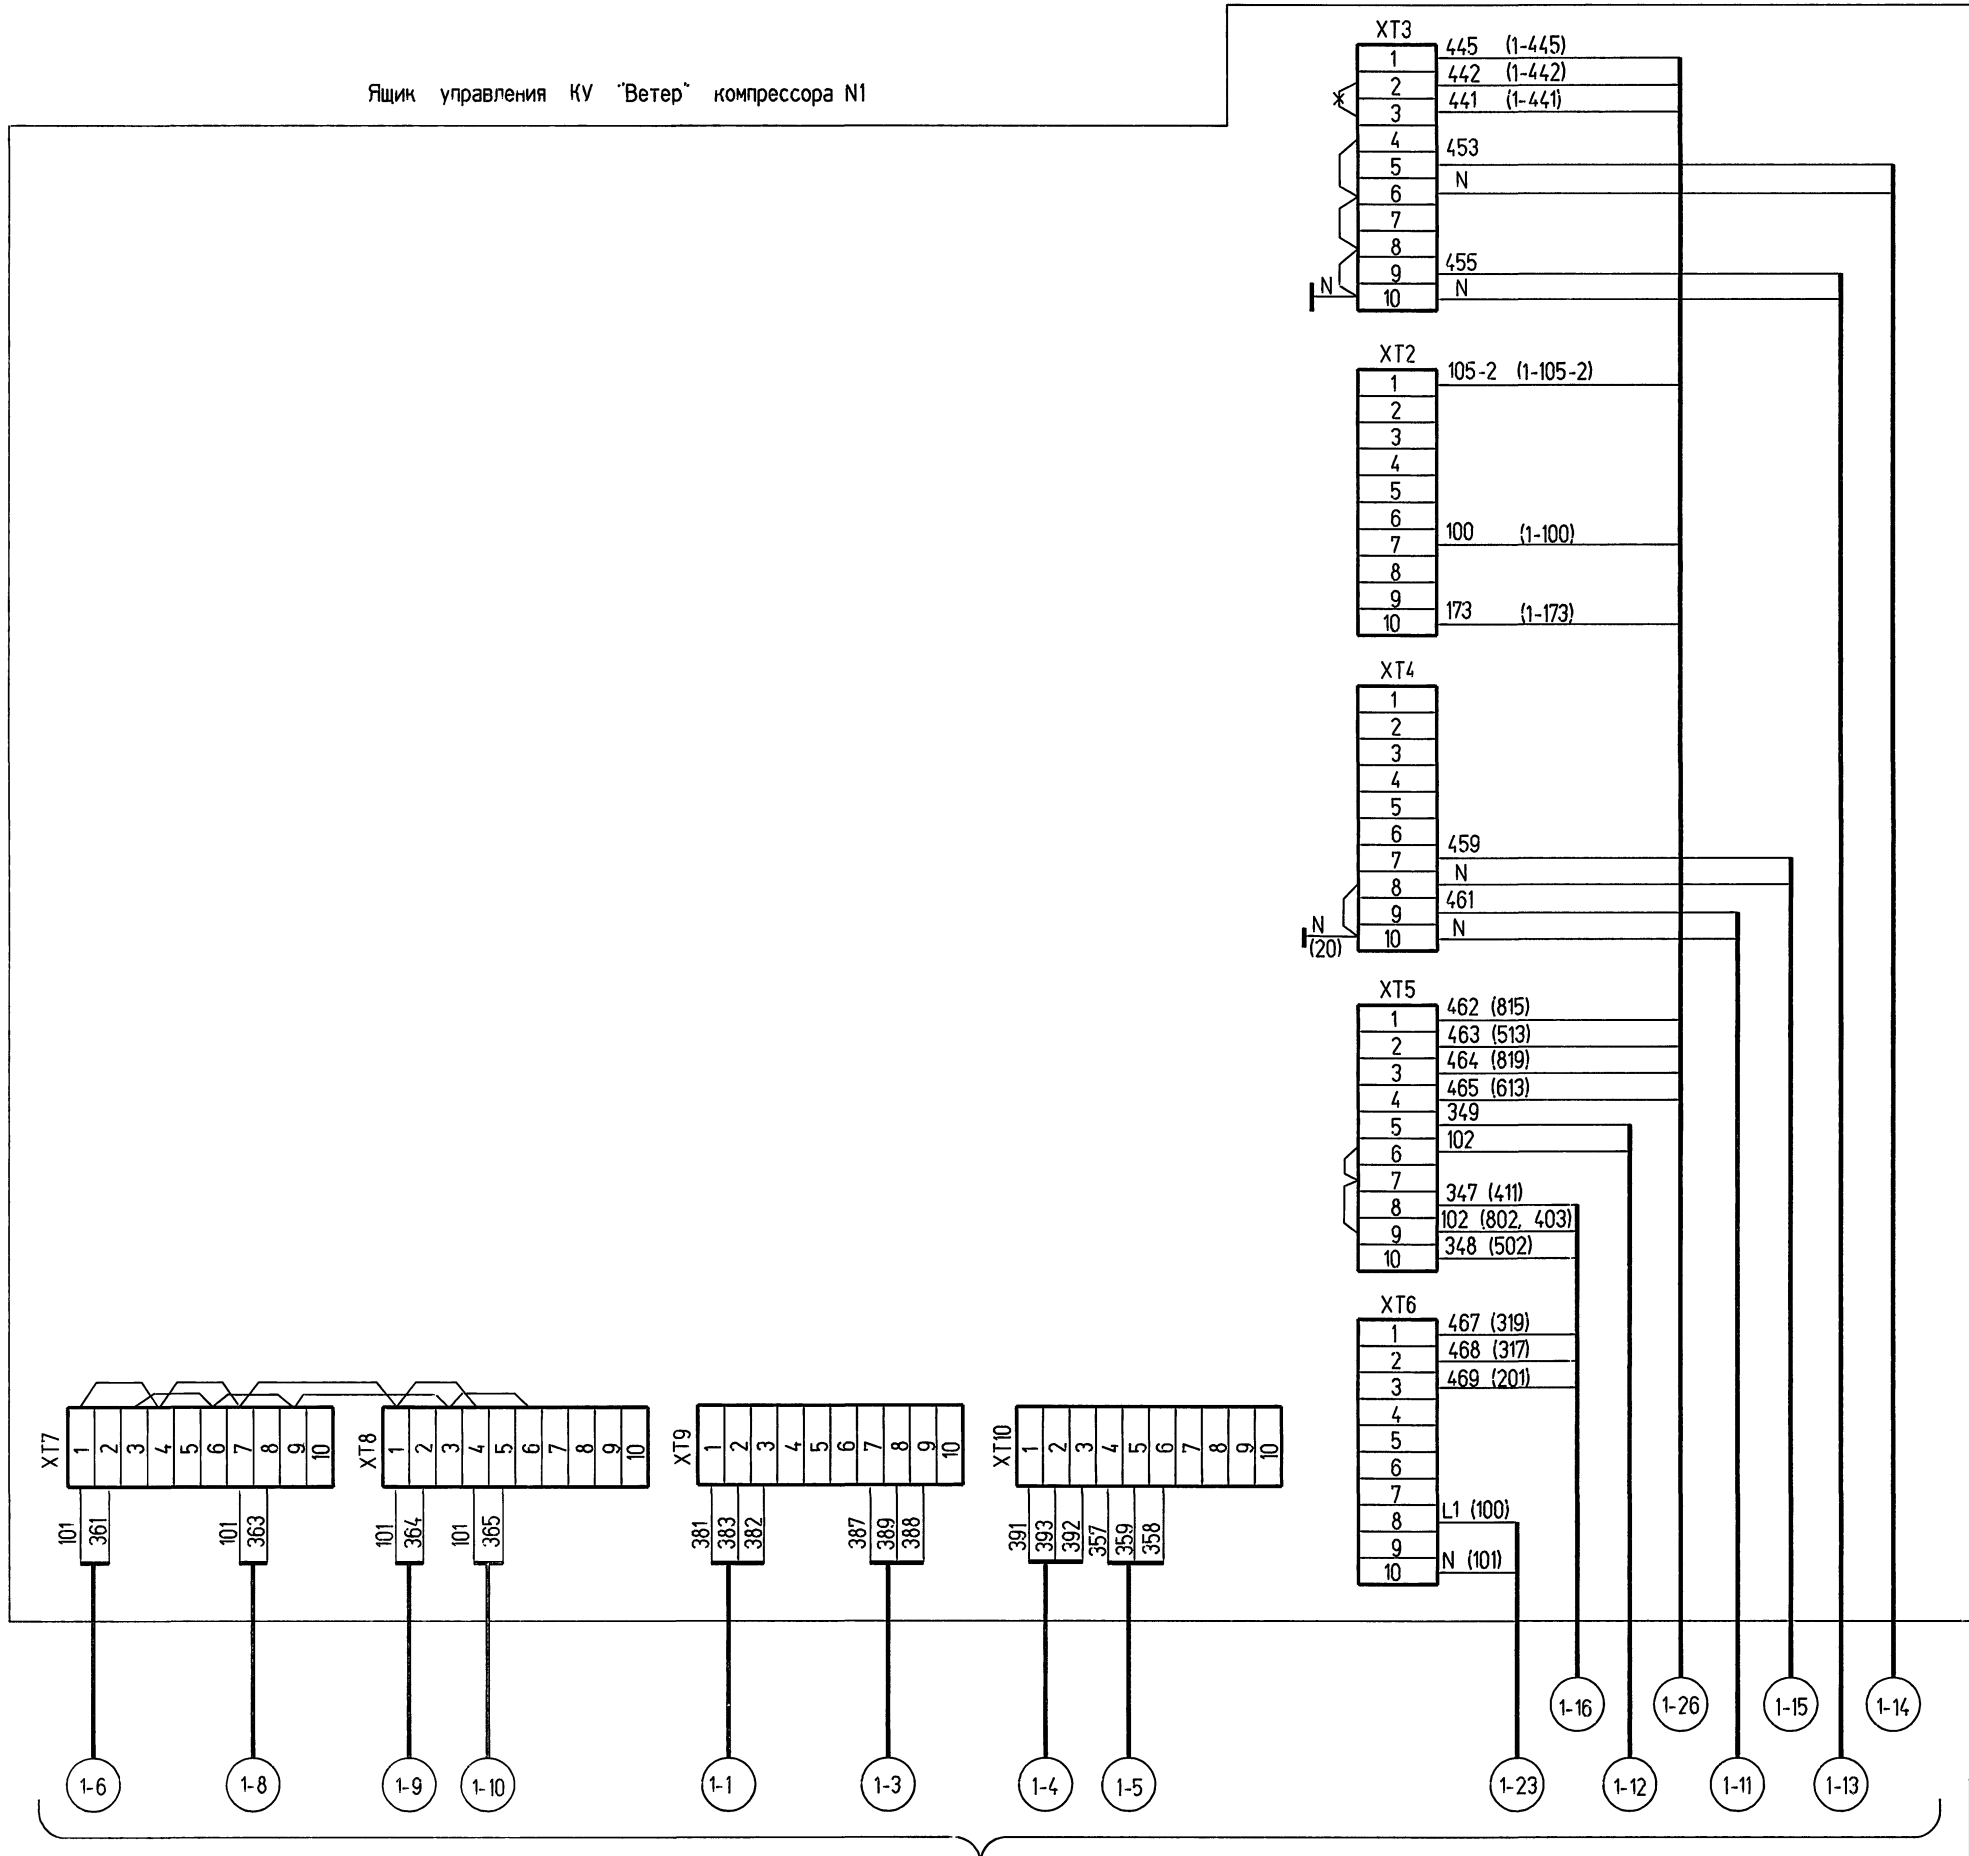 Ящик управления КУ "Ветер" компрессора N1
XT3
1 445 (1-445)
2 442 (1-442)
3 441 (1-441)
4
5 453
6 N
7
8
9 455
N 10 N
XT2
1 105-2 (1-105-2)
2
3
4
5
6
7 100 (1-100)
8
9
10 173 (1-173)
XT4
1
2
3
4
5
6
7 459
8 N
9 461
N (20) 10 N
XT5
1 462 (815)
2 463 (513)
3 464 (819)
4 465 (613)
5 349
6 102
7
8 347 (411)
9 102 (802, 403)
10 348 (502)
XT6
1 467 (319)
2 468 (317)
3 469 (201)
4
5
6
7
8 L1 (100)
9
10 N (101)
XT7 1 2 3 4 5 6 7 8 9 10
101 361 101 363
XT8 1 2 3 4 5 6 7 8 9 10
101 364 101 365
XT9 1 2 3 4 5 6 7 8 9 10
381 383 382 387 389 388
XT10 1 2 3 4 5 6 7 8 9 10
391 393 392 357 359 358
1-16 1-26 1-15 1-14
1-6 1-8 1-9 1-10 1-1 1-3 1-4 1-5 1-23 1-12 1-11 1-13